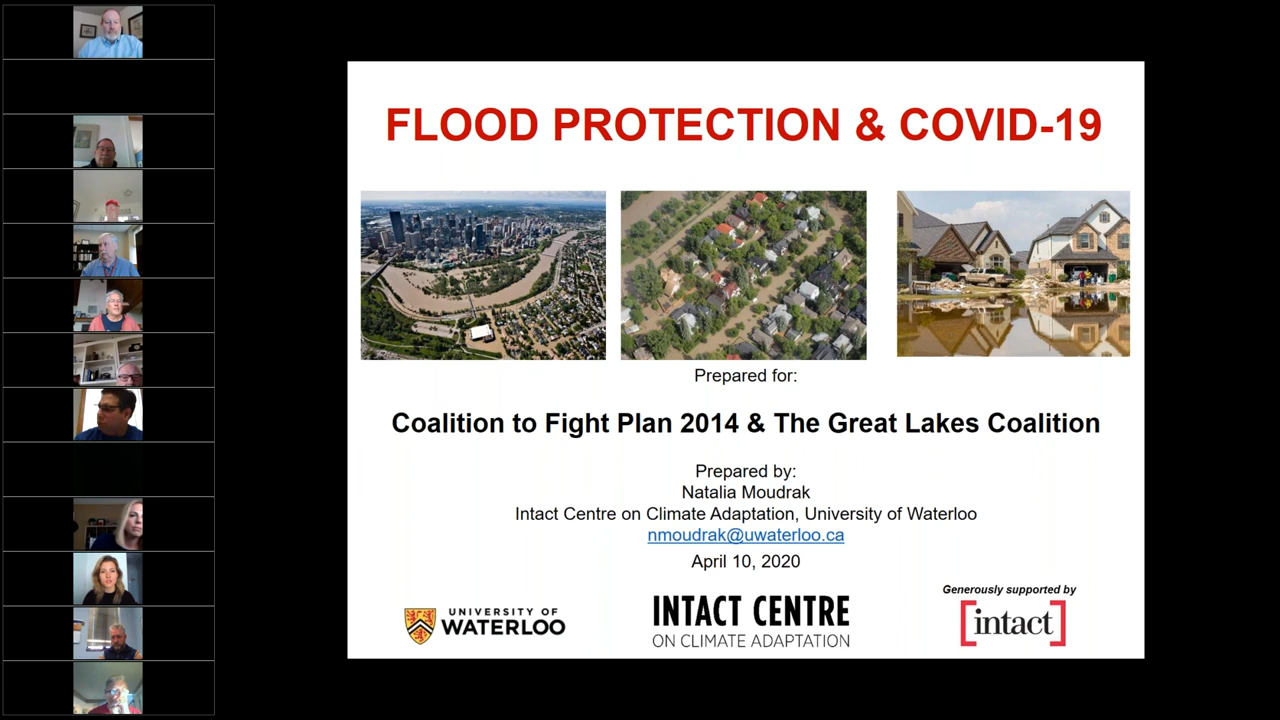 FLOOD PROTECTION & COVID-19
Prepared for:
Coalition to Fight Plan 2014 & The Great Lakes Coalition
Prepared by:
Natalia Moudrak
Intact Centre on Climate Adaptation, University of Waterloo
nmoudrak@uwaterloo.ca
April 10, 2020
UNIVERSITY OF
WATERLOO
INTACT CENTRE
ON CLIMATE ADAPTATION
Generously supported by
[intact]